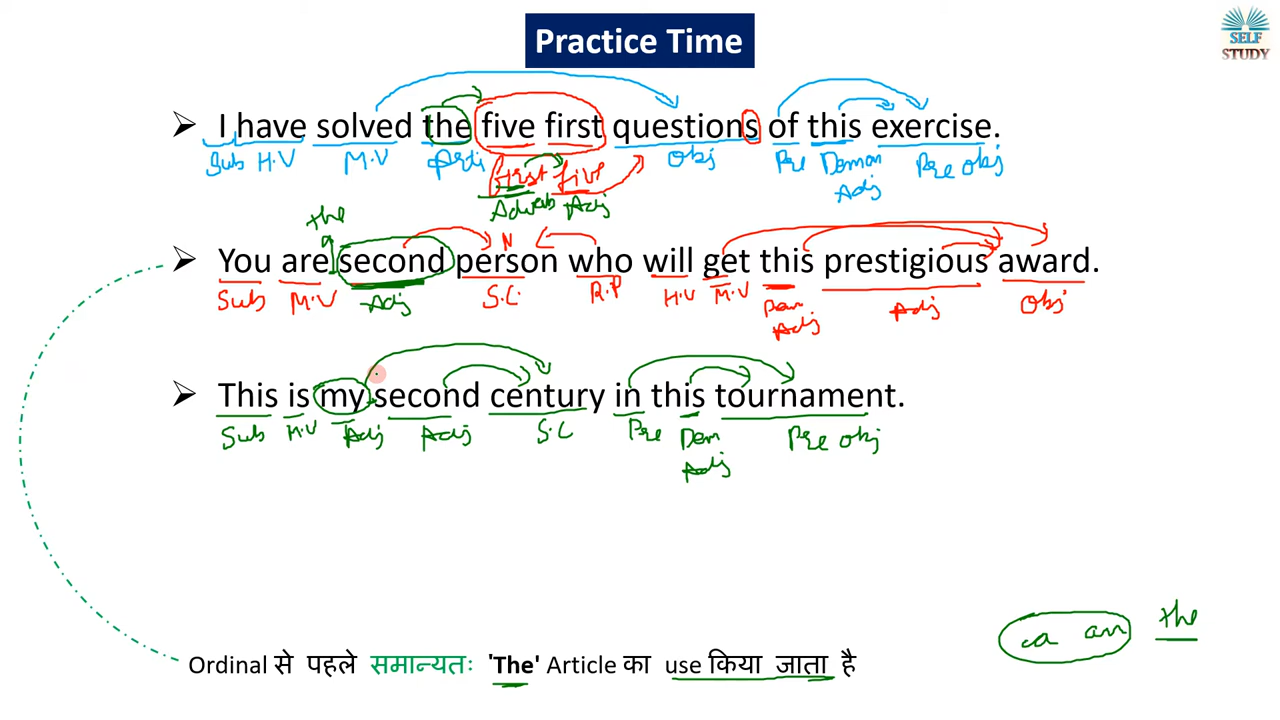 Practice Time
SELF
STUDY
➢ I have solved the five first questions of this exercise.
Sub H.V M.V Arti Obj Pre Demon Adj Pre Obj
first five
Adverb Adj
the
➢ You are second person who will get this prestigious award.
N
Sub M.V Adj S.C R.P H.V M.V Dem Adj Adj Obj
➢ This is my second century in this tournament.
Sub H.V Adj Adj S.C Pre Dem Adj Pre Obj
a an the
Ordinal से पहले समान्यतः 'The' Article का use किया जाता है